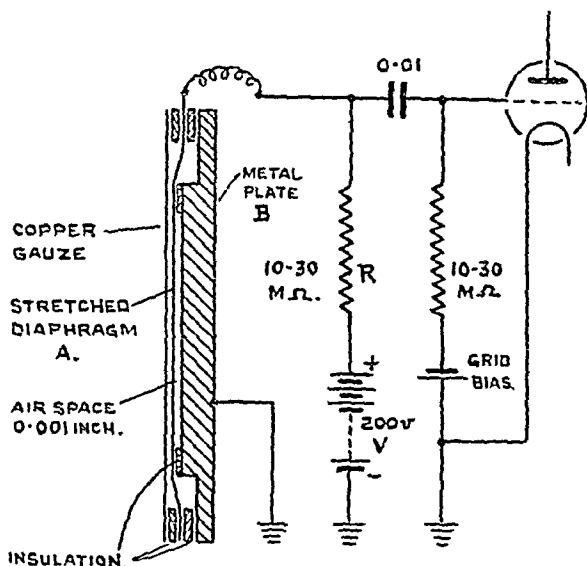 0.01
METAL
PLATE
B
COPPER
GAUZE
10-30
MΩ.
R
10-30
MΩ.
STRETCHED
DIAPHRAGM
A.
GRID
BIAS.
+
AIR SPACE
0.001 INCH.
200v
V
-
INSULATION